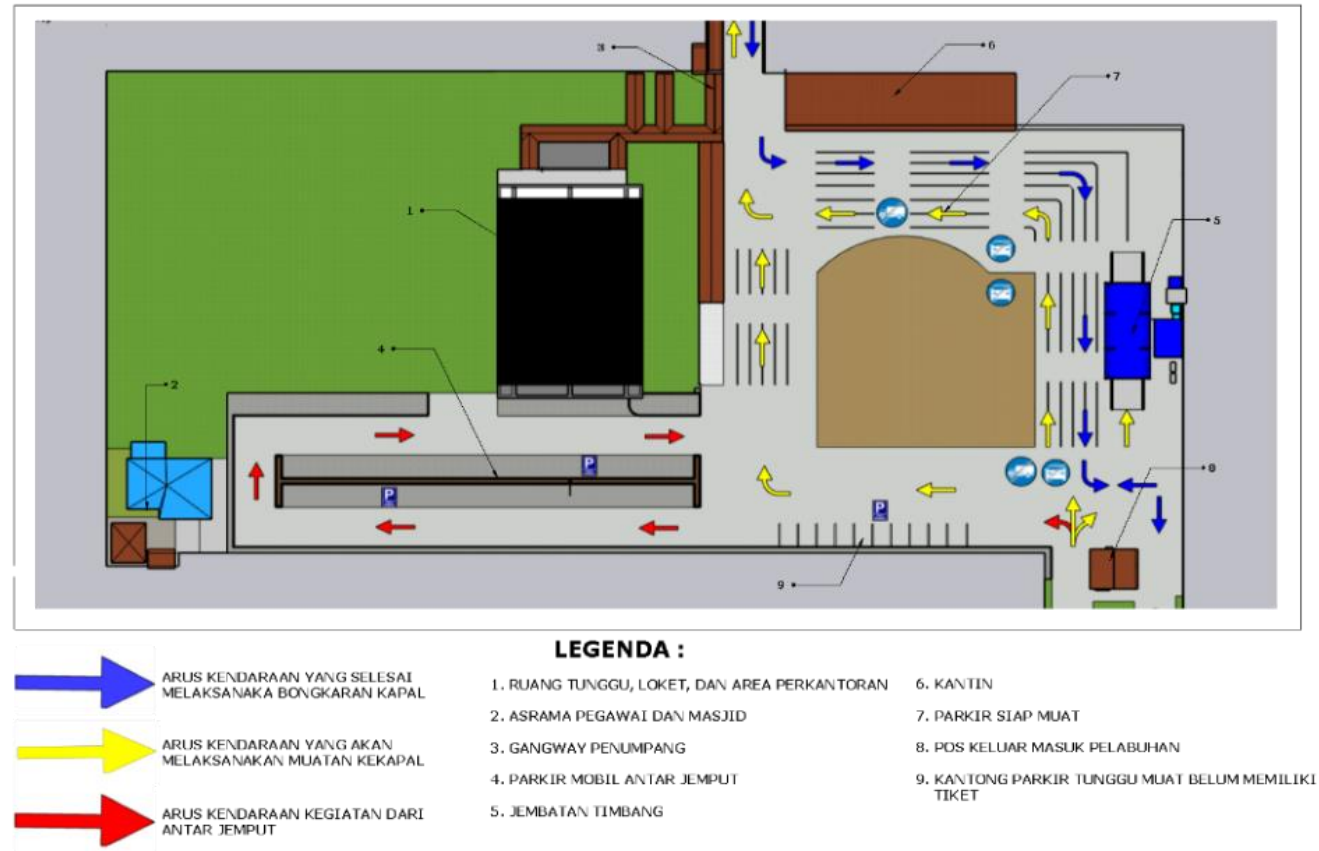 3
6
7
1
5
4
2
8
P
P
P
9
LEGENDA :
ARUS KENDARAAN YANG SELESAI
MELAKSANAKA BONGKARAN KAPAL
ARUS KENDARAAN YANG AKAN
MELAKSANAKAN MUATAN KEKAPAL
ARUS KENDARAAN KEGIATAN DARI
ANTAR JEMPUT
1. RUANG TUNGGU, LOKET, DAN AREA PERKANTORAN
2. ASRAMA PEGAWAI DAN MASJID
3. GANGWAY PENUMPANG
4. PARKIR MOBIL ANTAR JEMPUT
5. JEMBATAN TIMBANG
6. KANTIN
7. PARKIR SIAP MUAT
8. POS KELUAR MASUK PELABUHAN
9. KANTONG PARKIR TUNGGU MUAT BELUM MEMILIKI
TIKET